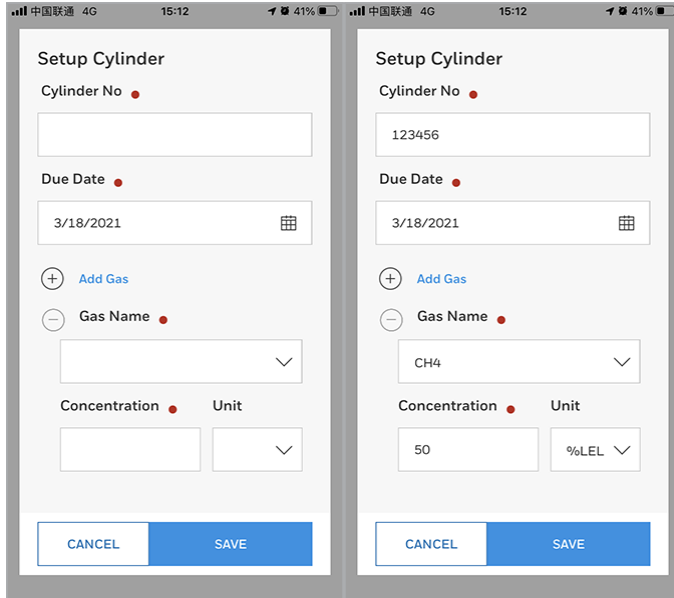 中国联通 4G 15:12 41%
Setup Cylinder
Cylinder No
Due Date
3/18/2021
Add Gas
Gas Name
Concentration Unit
CANCEL SAVE
中国联通 4G 15:12 41%
Setup Cylinder
Cylinder No
123456
Due Date
3/18/2021
Add Gas
Gas Name
CH4
Concentration Unit
50 %LEL
CANCEL SAVE